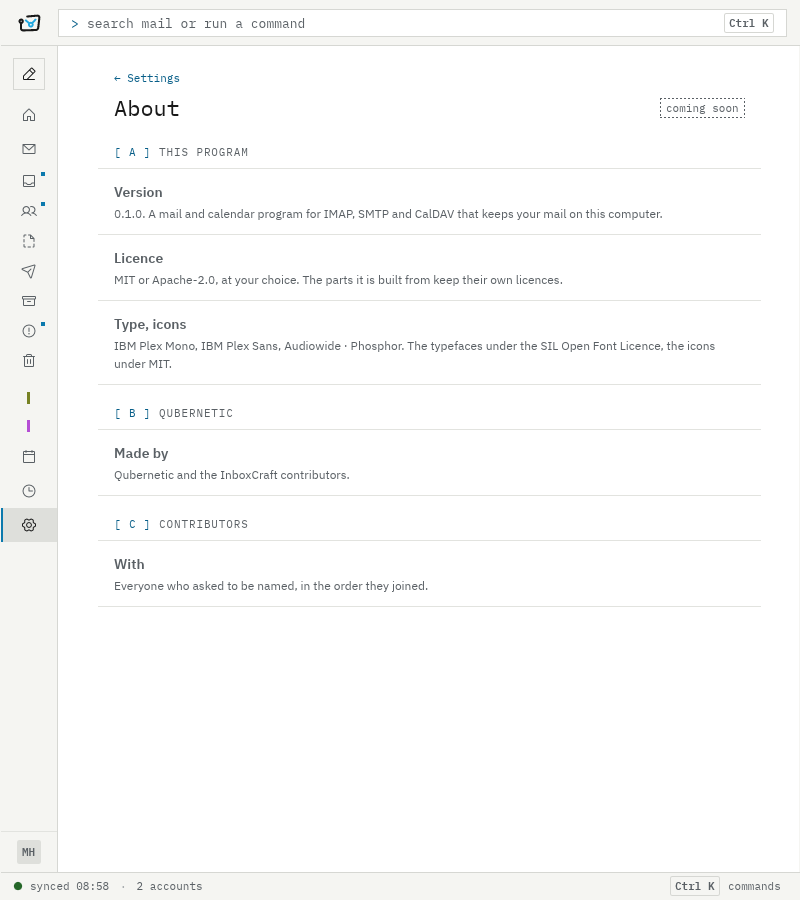 > search mail or run a command Ctrl K
← Settings
About coming soon
[ A ] THIS PROGRAM
Version
0.1.0. A mail and calendar program for IMAP, SMTP and CalDAV that keeps your mail on this computer.
Licence
MIT or Apache-2.0, at your choice. The parts it is built from keep their own licences.
Type, icons
IBM Plex Mono, IBM Plex Sans, Audiowide · Phosphor. The typefaces under the SIL Open Font Licence, the icons
under MIT.
[ B ] QUBERNETIC
Made by
Qubernetic and the InboxCraft contributors.
[ C ] CONTRIBUTORS
With
Everyone who asked to be named, in the order they joined.
MH
synced 08:58 · 2 accounts Ctrl K commands